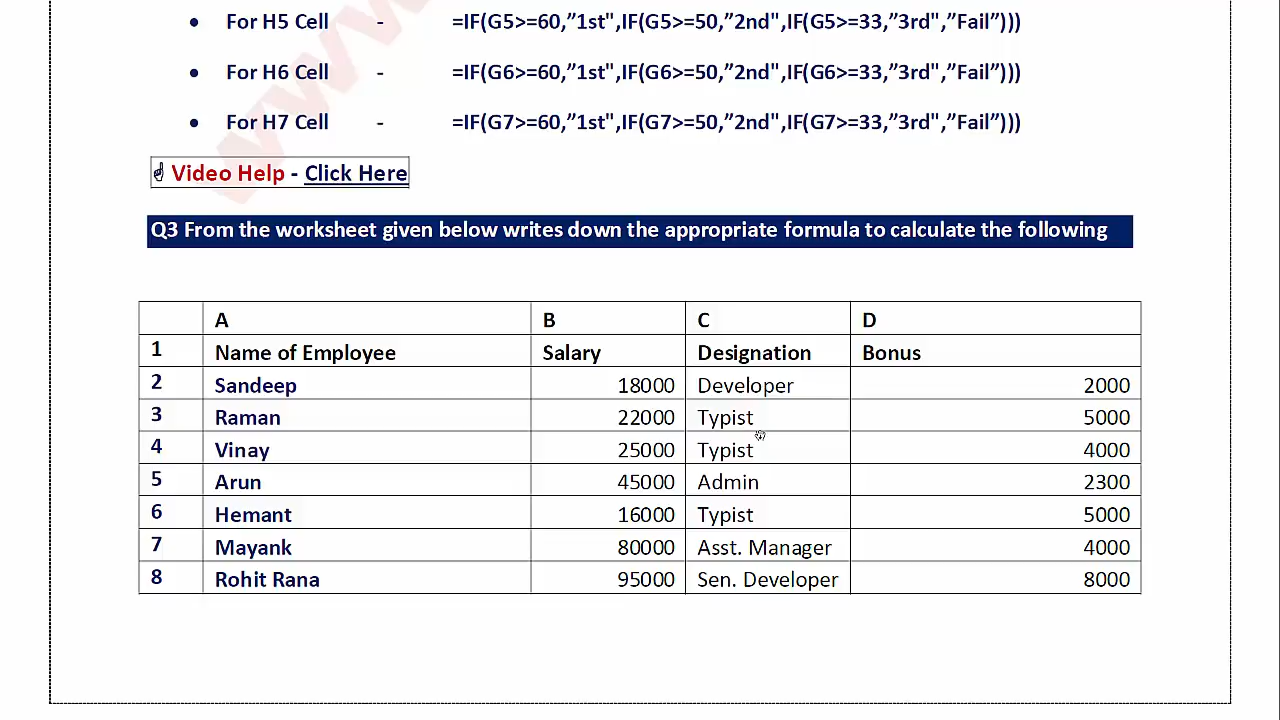 • For H5 Cell - =IF(G5>=60,”1st",IF(G5>=50,”2nd",IF(G5>=33,”3rd",”Fail”)))
• For H6 Cell - =IF(G6>=60,”1st",IF(G6>=50,”2nd",IF(G6>=33,”3rd",”Fail”)))
• For H7 Cell - =IF(G7>=60,”1st",IF(G7>=50,”2nd",IF(G7>=33,”3rd",”Fail”)))
Video Help - Click Here
Q3 From the worksheet given below writes down the appropriate formula to calculate the following
A B C D
1 Name of Employee Salary Designation Bonus
2 Sandeep 18000 Developer 2000
3 Raman 22000 Typist 5000
4 Vinay 25000 Typist 4000
5 Arun 45000 Admin 2300
6 Hemant 16000 Typist 5000
7 Mayank 80000 Asst. Manager 4000
8 Rohit Rana 95000 Sen. Developer 8000